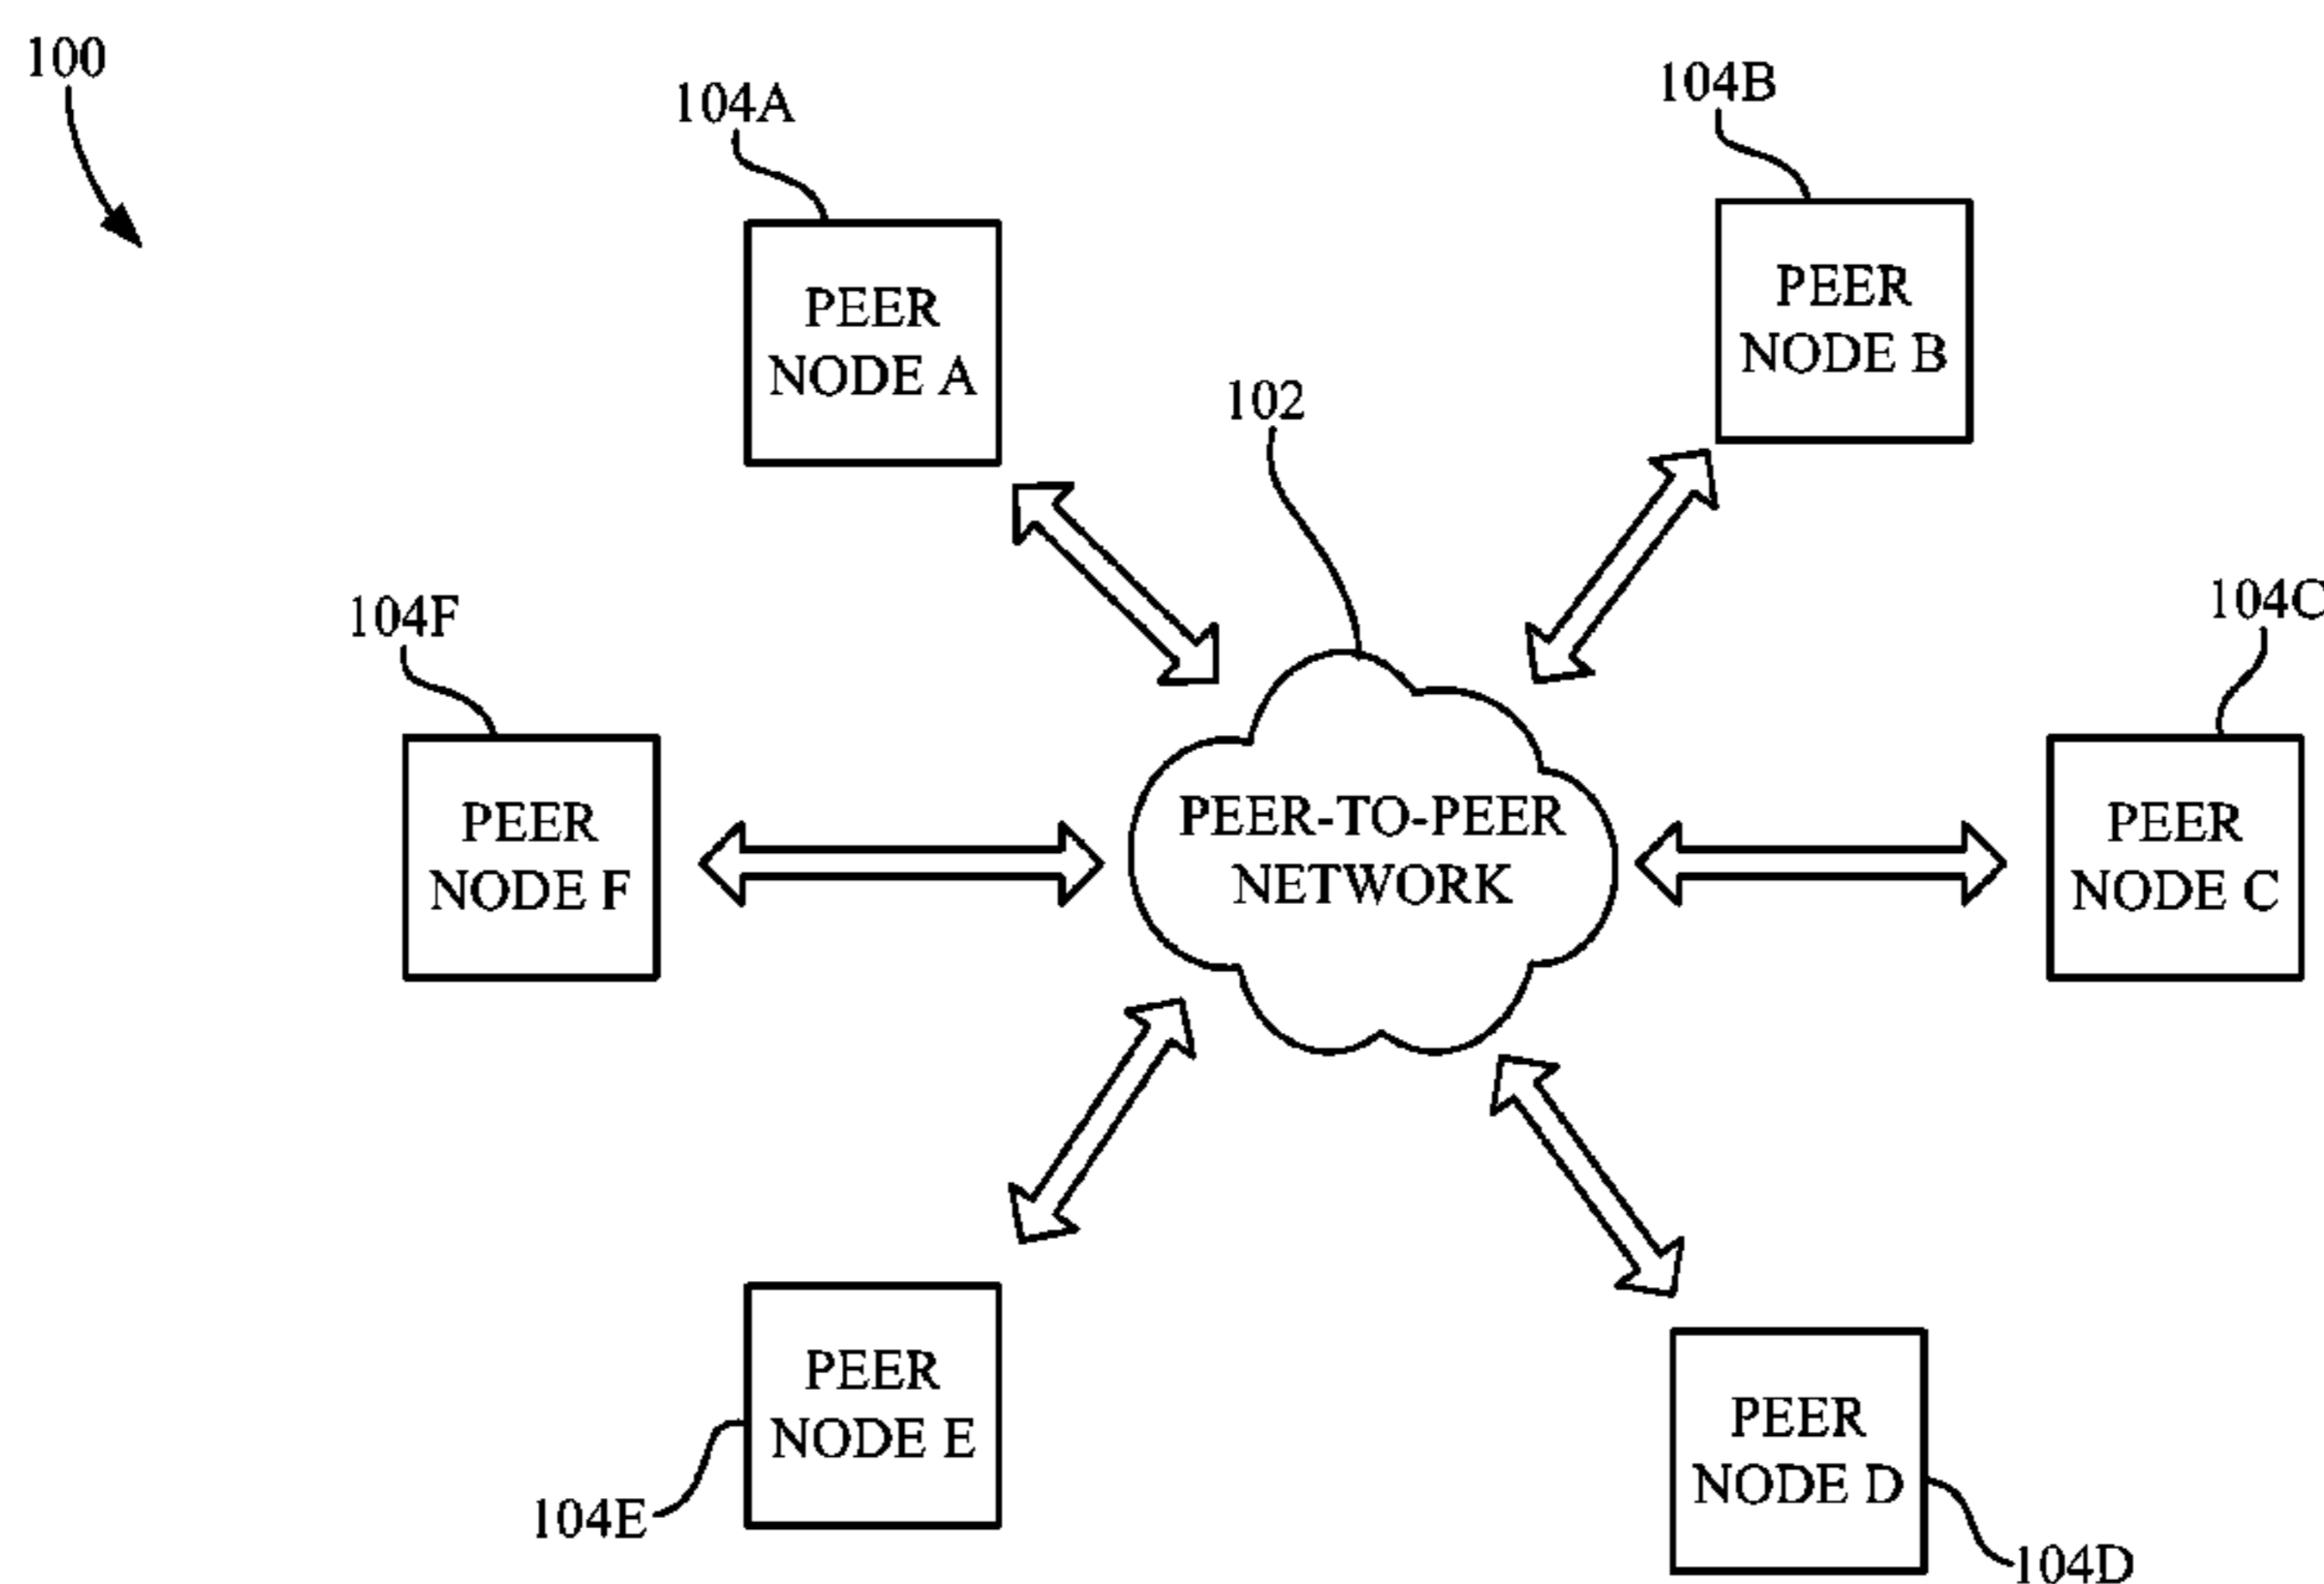 100
104A
104B
PEER
NODE A
PEER
NODE B
102
104F
104C
PEER
NODE F
PEER-TO-PEER
NETWORK
PEER
NODE C
PEER
NODE E
PEER
NODE D
104E
104D